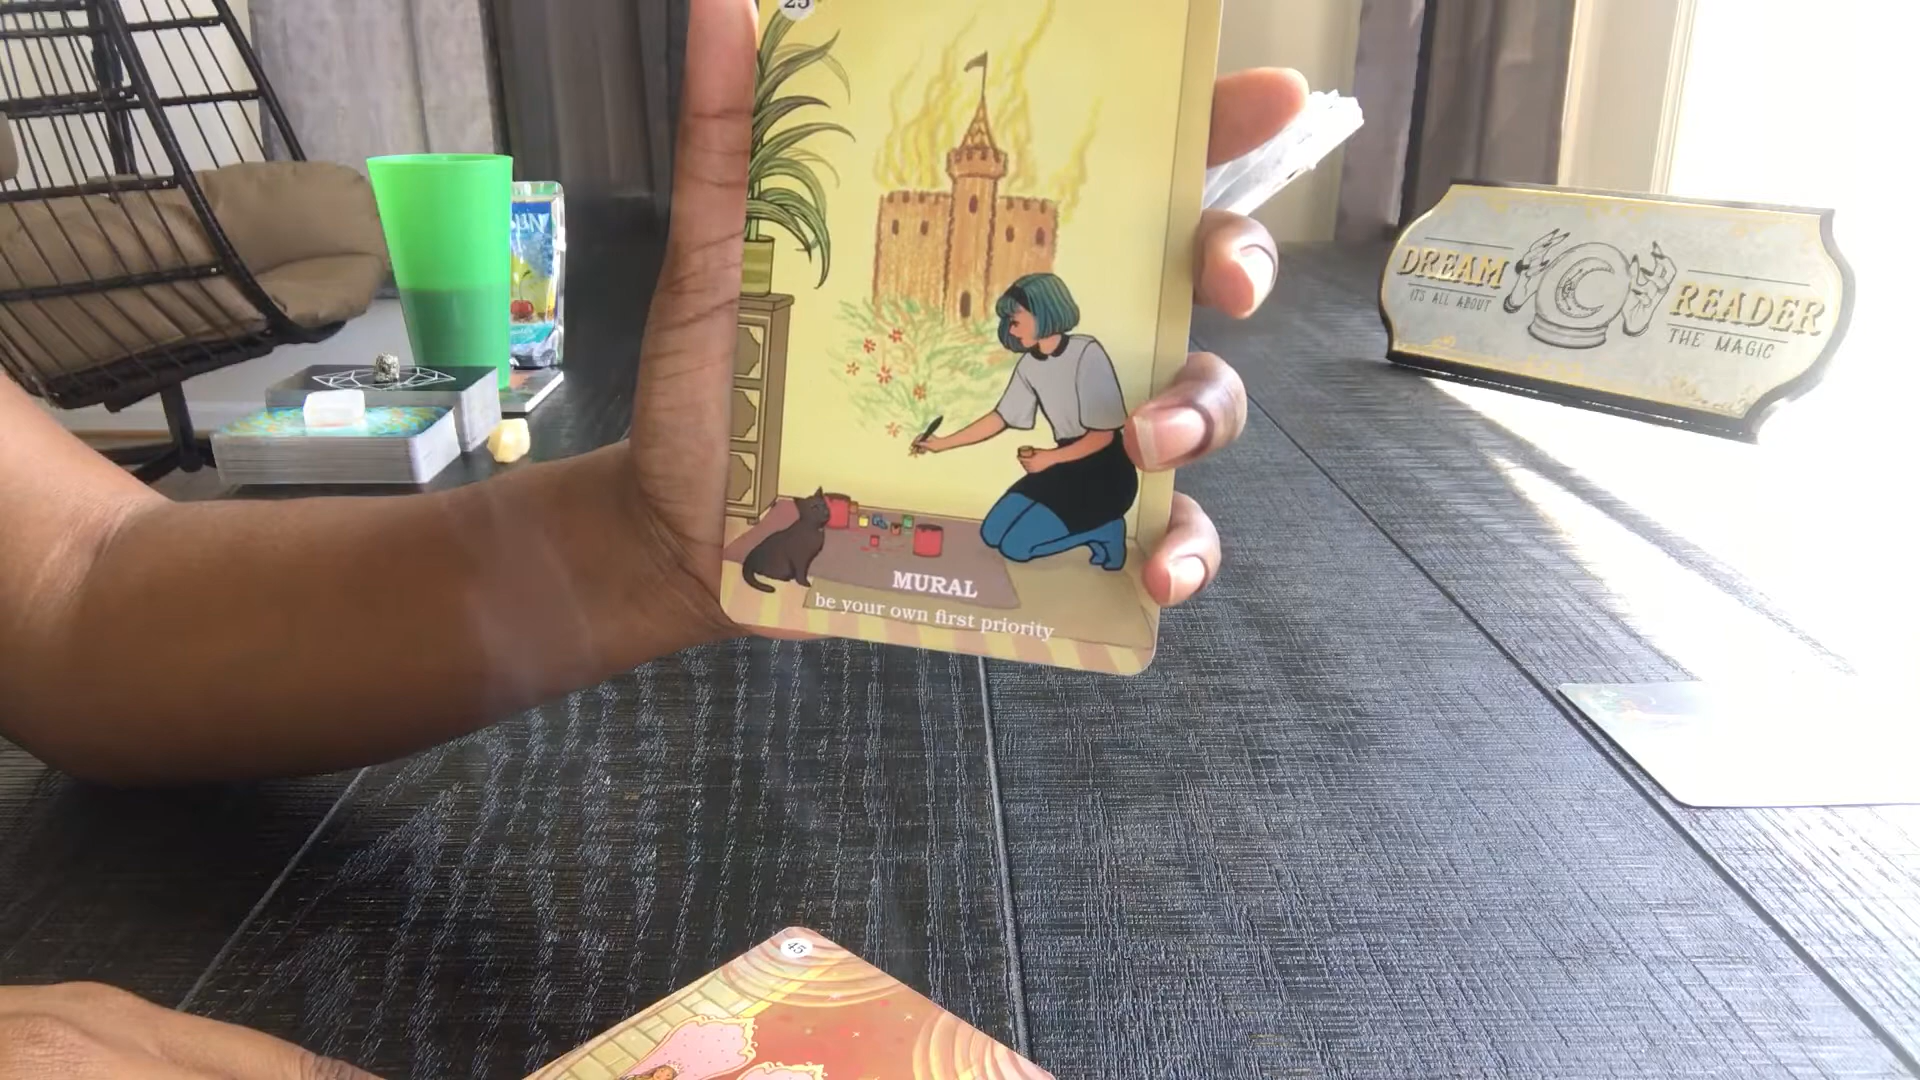 25
MURAL
be your own first priority
DREAM
READER
ITS ALL ABOUT
THE MAGIC
45